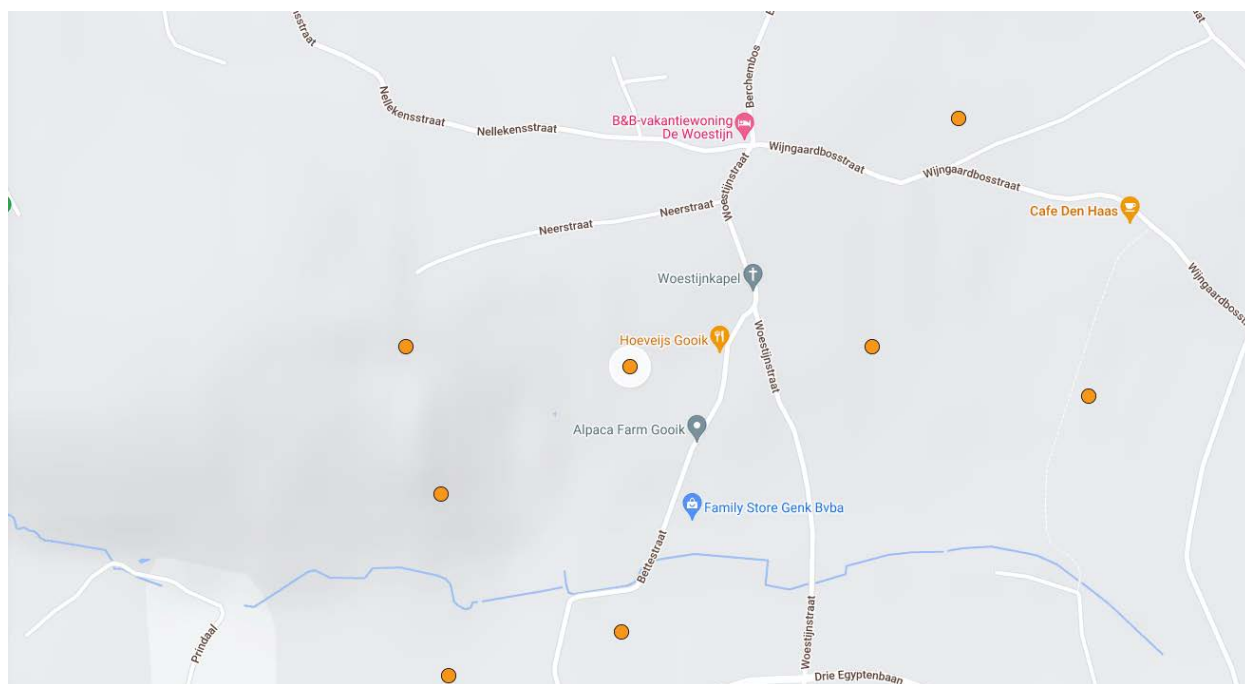 Nellekensstraat
Nellekensstraat
Berchembos
B&B-vakantiewoning
De Woestijn
Wijngaardbosstraat
Wijngaardbosstraat
Woestijnstraat
Neerstraat
Neerstraat
Cafe Den Haas
Woestijnkapel
Hoeveijs Gooik
Woestijnstraat
Alpaca Farm Gooik
Family Store Genk Bvba
Bettestraat
Prindaal
Woestijnstraat
Drie Egyptenbaan